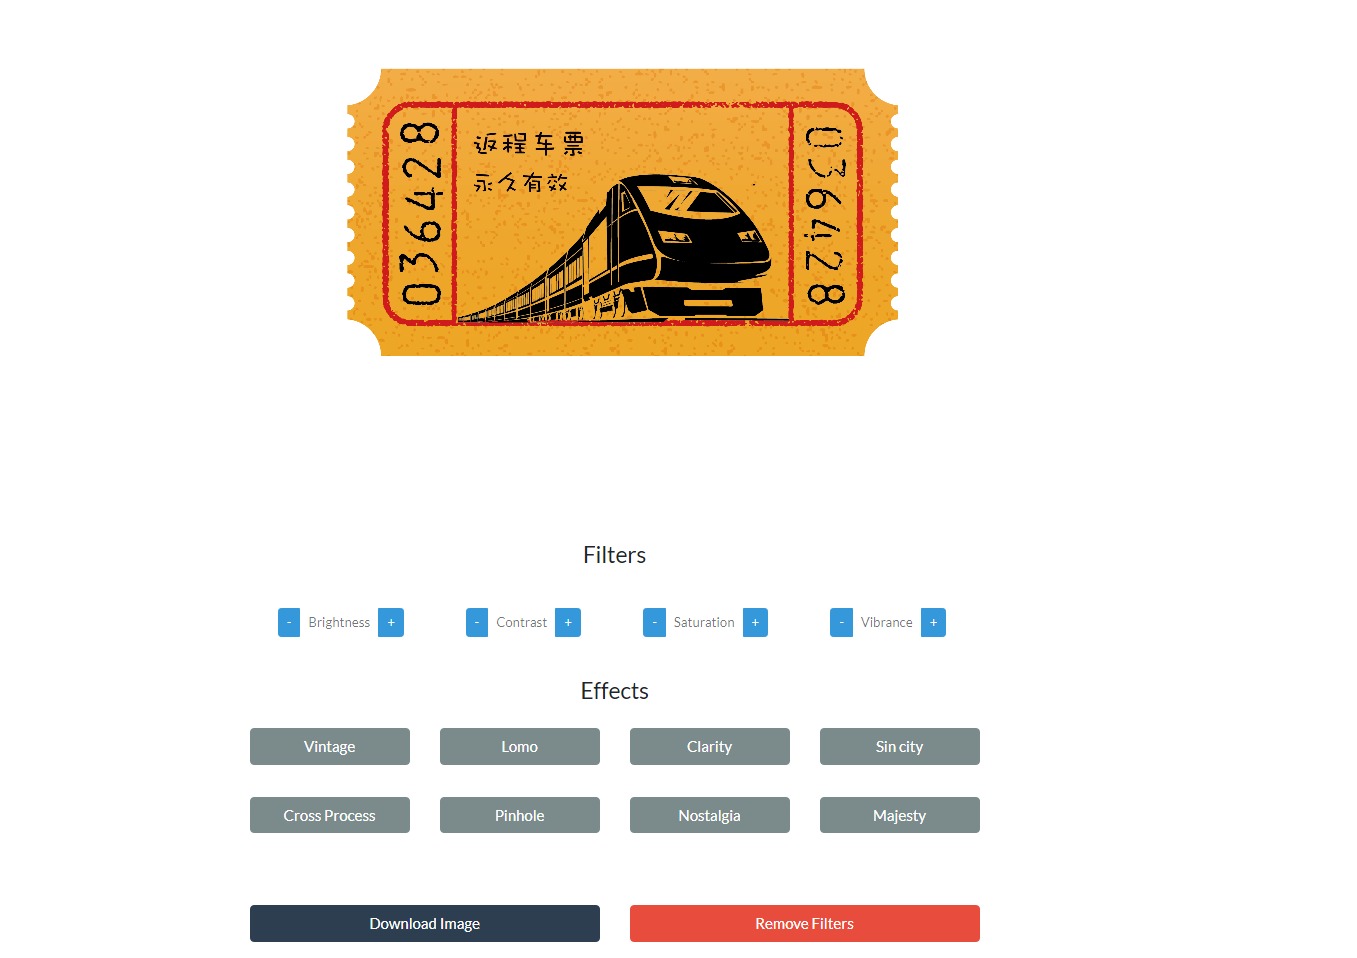 036428
返程车票
永久有效
036428
Filters
- Brightness +
- Contrast +
- Saturation +
- Vibrance +
Effects
Vintage
Lomo
Clarity
Sin city
Cross Process
Pinhole
Nostalgia
Majesty
Download Image
Remove Filters